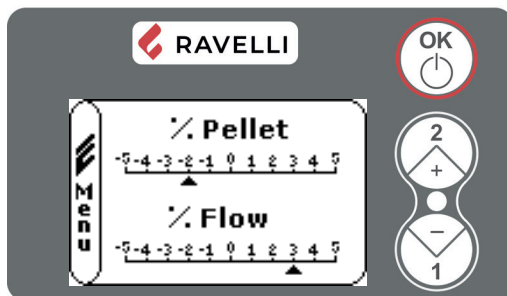 RAVELLI
OK
% Pellet
-5 -4 -3 -2 -1 0 1 2 3 4 5
% Flow
-5 -4 -3 -2 -1 0 1 2 3 4 5
Menu
2
+
−
1